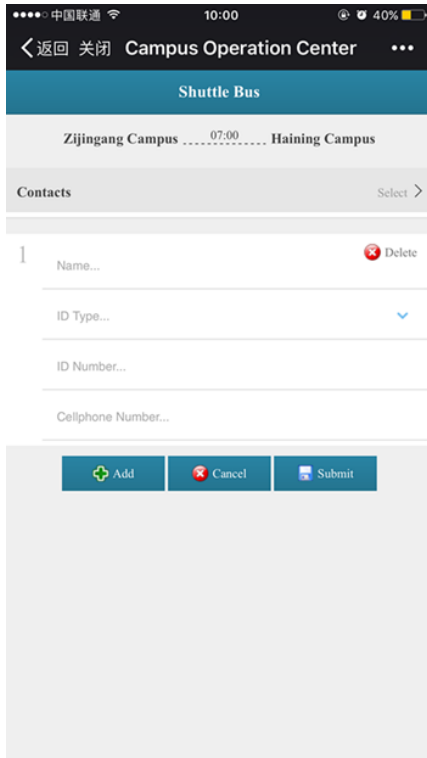 中国联通 10:00 40%
返回 关闭 Campus Operation Center
Shuttle Bus
Zijingang Campus 07:00 Haining Campus
Contacts Select
1 Delete
Name...
ID Type...
ID Number...
Cellphone Number...
Add Cancel Submit